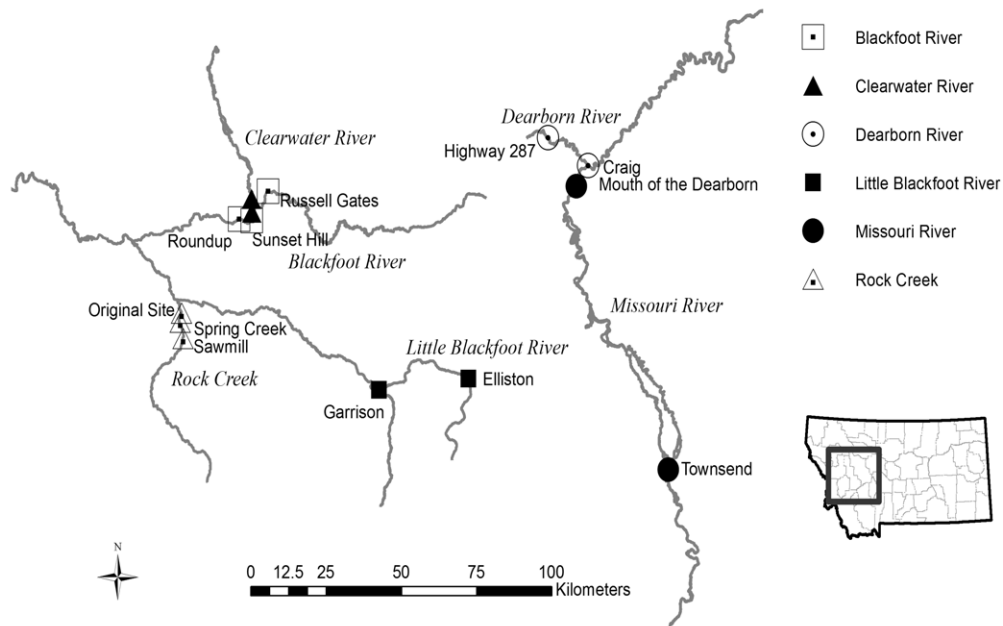 Blackfoot River
Clearwater River
Dearborn River
Little Blackfoot River
Missouri River
Rock Creek
Dearborn River
Highway 287
Craig
Mouth of the Dearborn
Clearwater River
Russell Gates
Roundup
Sunset Hill
Blackfoot River
Original Site
Spring Creek
Sawmill
Rock Creek
Missouri River
Little Blackfoot River
Elliston
Garrison
Townsend
N
0 12.5 25 50 75 100
Kilometers